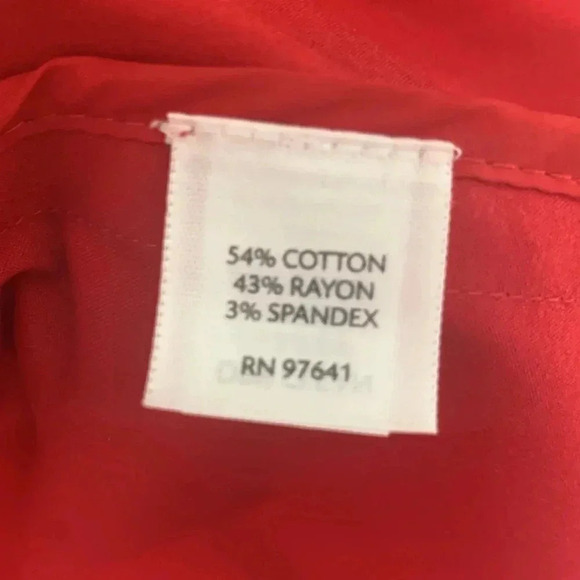 54% COTTON
43% RAYON
3% SPANDEX
RN 97641